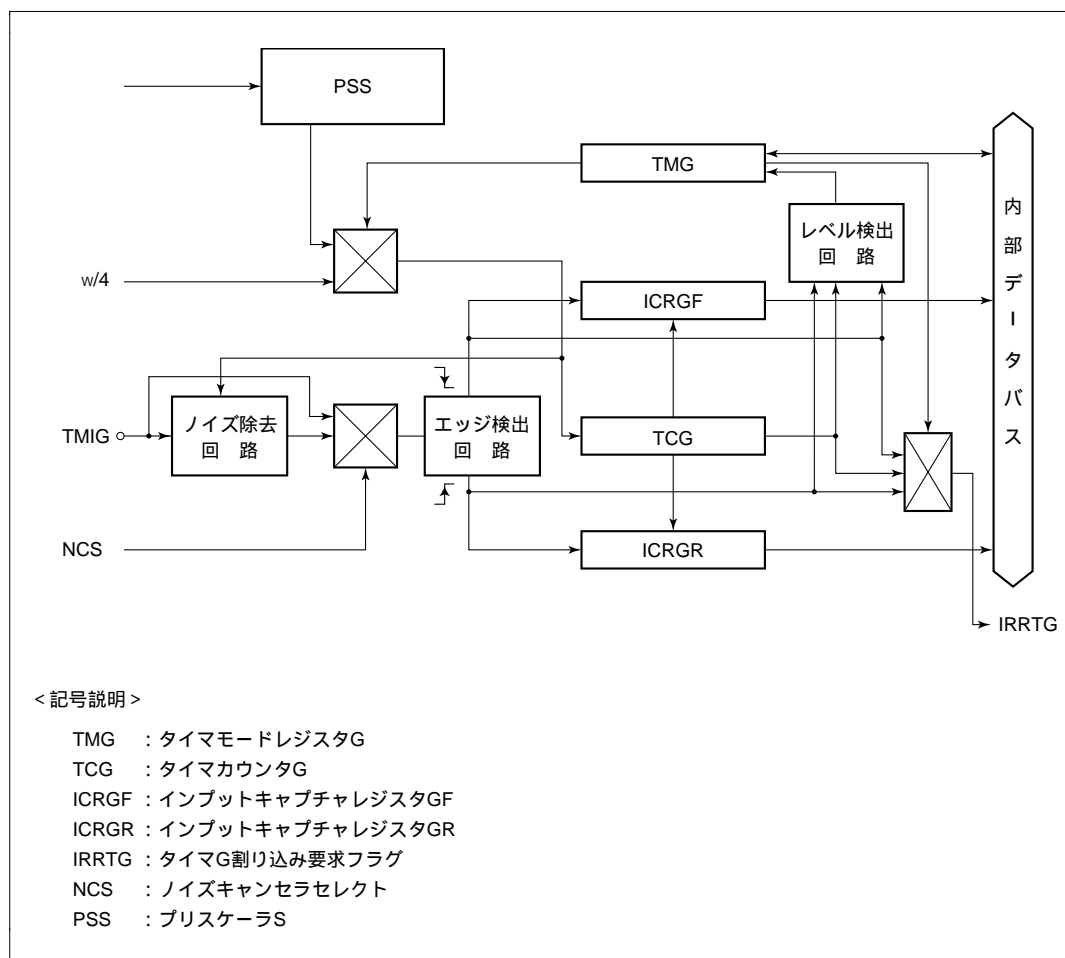 PSS
TMG
レベル検出
回 路
内部データバス
w/4
ICRGF
TMIG
ノイズ除去
回 路
エッジ検出
回 路
TCG
NCS
ICRGR
IRRTG
<記号説明>
TMG :タイマモードレジスタG
TCG :タイマカウンタG
ICRGF :インプットキャプチャレジスタGF
ICRGR :インプットキャプチャレジスタGR
IRRTG :タイマG割り込み要求フラグ
NCS :ノイズキャンセラセレクト
PSS :プリスケーラS